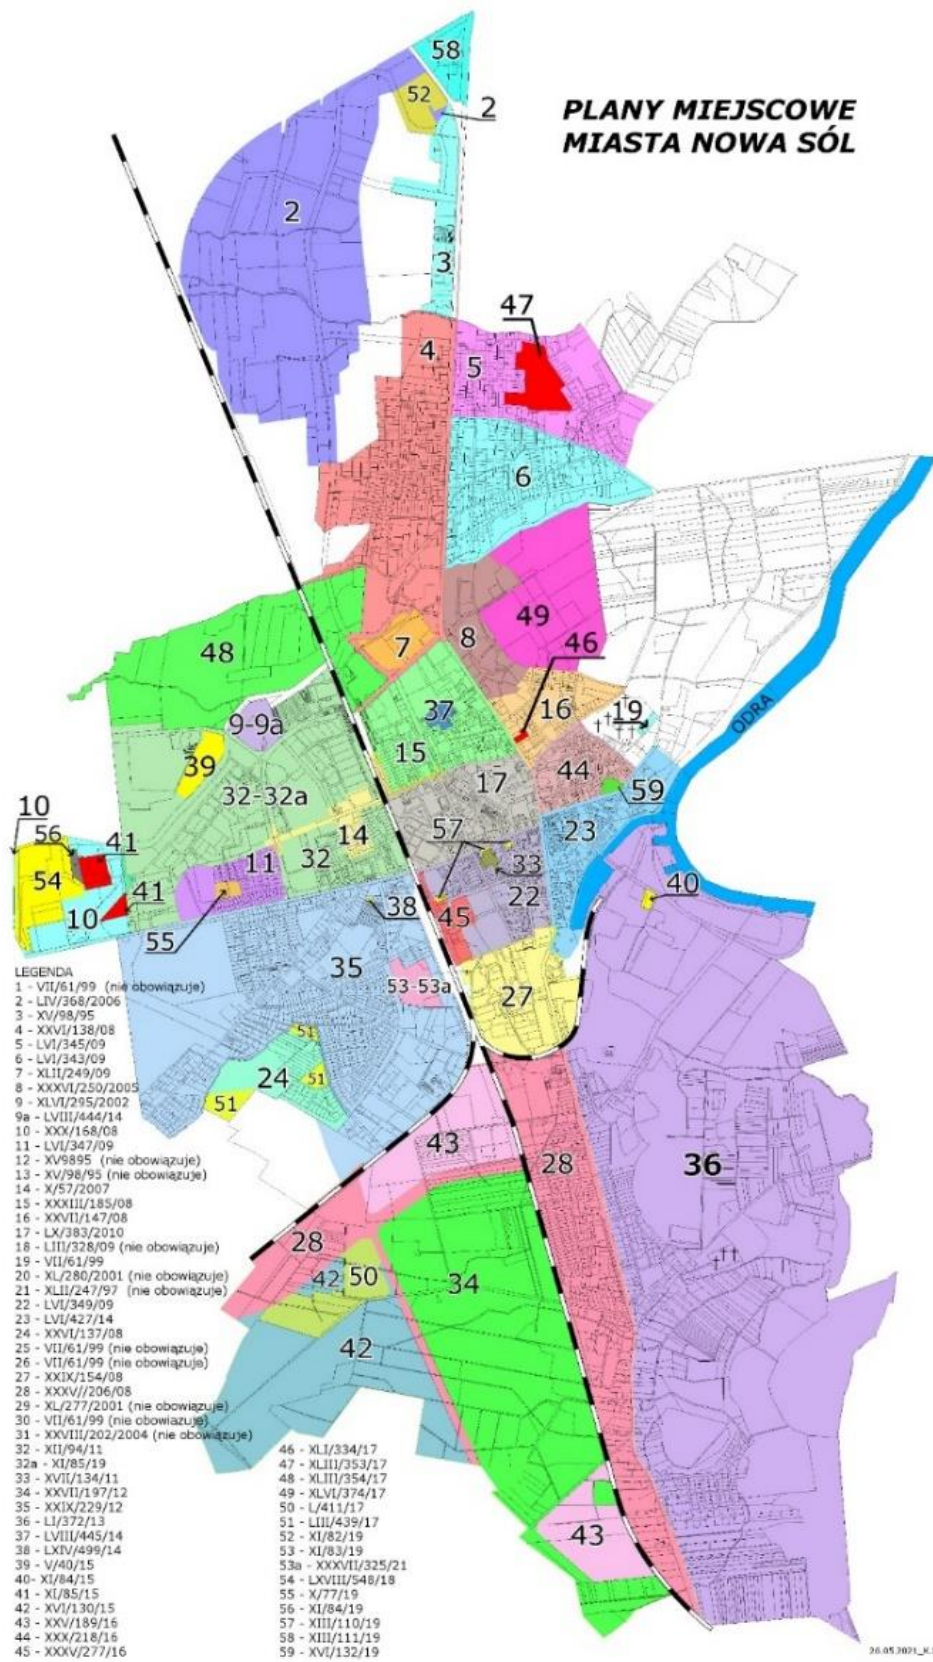 PLANY MIEJSCOWE
MIASTA NOWA SÓL
58
52
2
2
3
47
4
5
6
49
46
48
7
8
9-9a
37
16
19
ODRA
39
15
32-32a
17
44
59
10
56
41
14
57
23
54
11
32
33
10
41
22
40
38
45
55
35
53-53a
27
51
24
51
51
43
28
36
28
42
50
34
42
43
LEGENDA
1 - VII/61/99 (nie obowiązuje)
2 - LIV/368/2006
3 - XV/98/95
4 - XXVI/138/08
5 - LVI/345/09
6 - LVI/343/09
7 - XLII/249/09
8 - XXXVI/250/2005
9 - XLVI/295/2002
9a - LVIII/444/14
10 - XXX/168/08
11 - LVI/347/09
12 - XV9895 (nie obowiązuje)
13 - XV/98/95 (nie obowiązuje)
14 - X/57/2007
15 - XXXIII/185/08
16 - XXVII/147/08
17 - LX/383/2010
18 - LIII/328/09 (nie obowiązuje)
19 - VII/61/99
20 - XL/280/2001 (nie obowiązuje)
21 - XLII/247/97 (nie obowiązuje)
22 - LVI/349/09
23 - LVI/427/14
24 - XXVI/137/08
25 - VII/61/99 (nie obowiązuje)
26 - VII/61/99 (nie obowiązuje)
27 - XXIX/154/08
28 - XXXV//206/08
29 - XL/277/2001 (nie obowiązuje)
30 - VII/61/99 (nie obowiązuje)
31 - XXVIII/202/2004 (nie obowiązuje)
32 - XII/94/11
32a - XI/85/19
33 - XVII/134/11
34 - XXVII/197/12
35 - XXIX/229/12
36 - LI/372/13
37 - LVIII/445/14
38 - LXIV/499/14
39 - V/40/15
40- XI/84/15
41 - XI/85/15
42 - XVI/130/15
43 - XXV/189/16
44 - XXX/218/16
45 - XXXV/277/16
46 - XLI/334/17
47 - XLIII/353/17
48 - XLIII/354/17
49 - XLVI/374/17
50 - L/411/17
51 - LIII/439/17
52 - XI/82/19
53 - XI/83/19
53a - XXXVII/325/21
54 - LXVIII/548/18
55 - X/77/19
56 - XI/84/19
57 - XIII/110/19
58 - XIII/111/19
59 - XVI/132/19
26.05.2021_K.